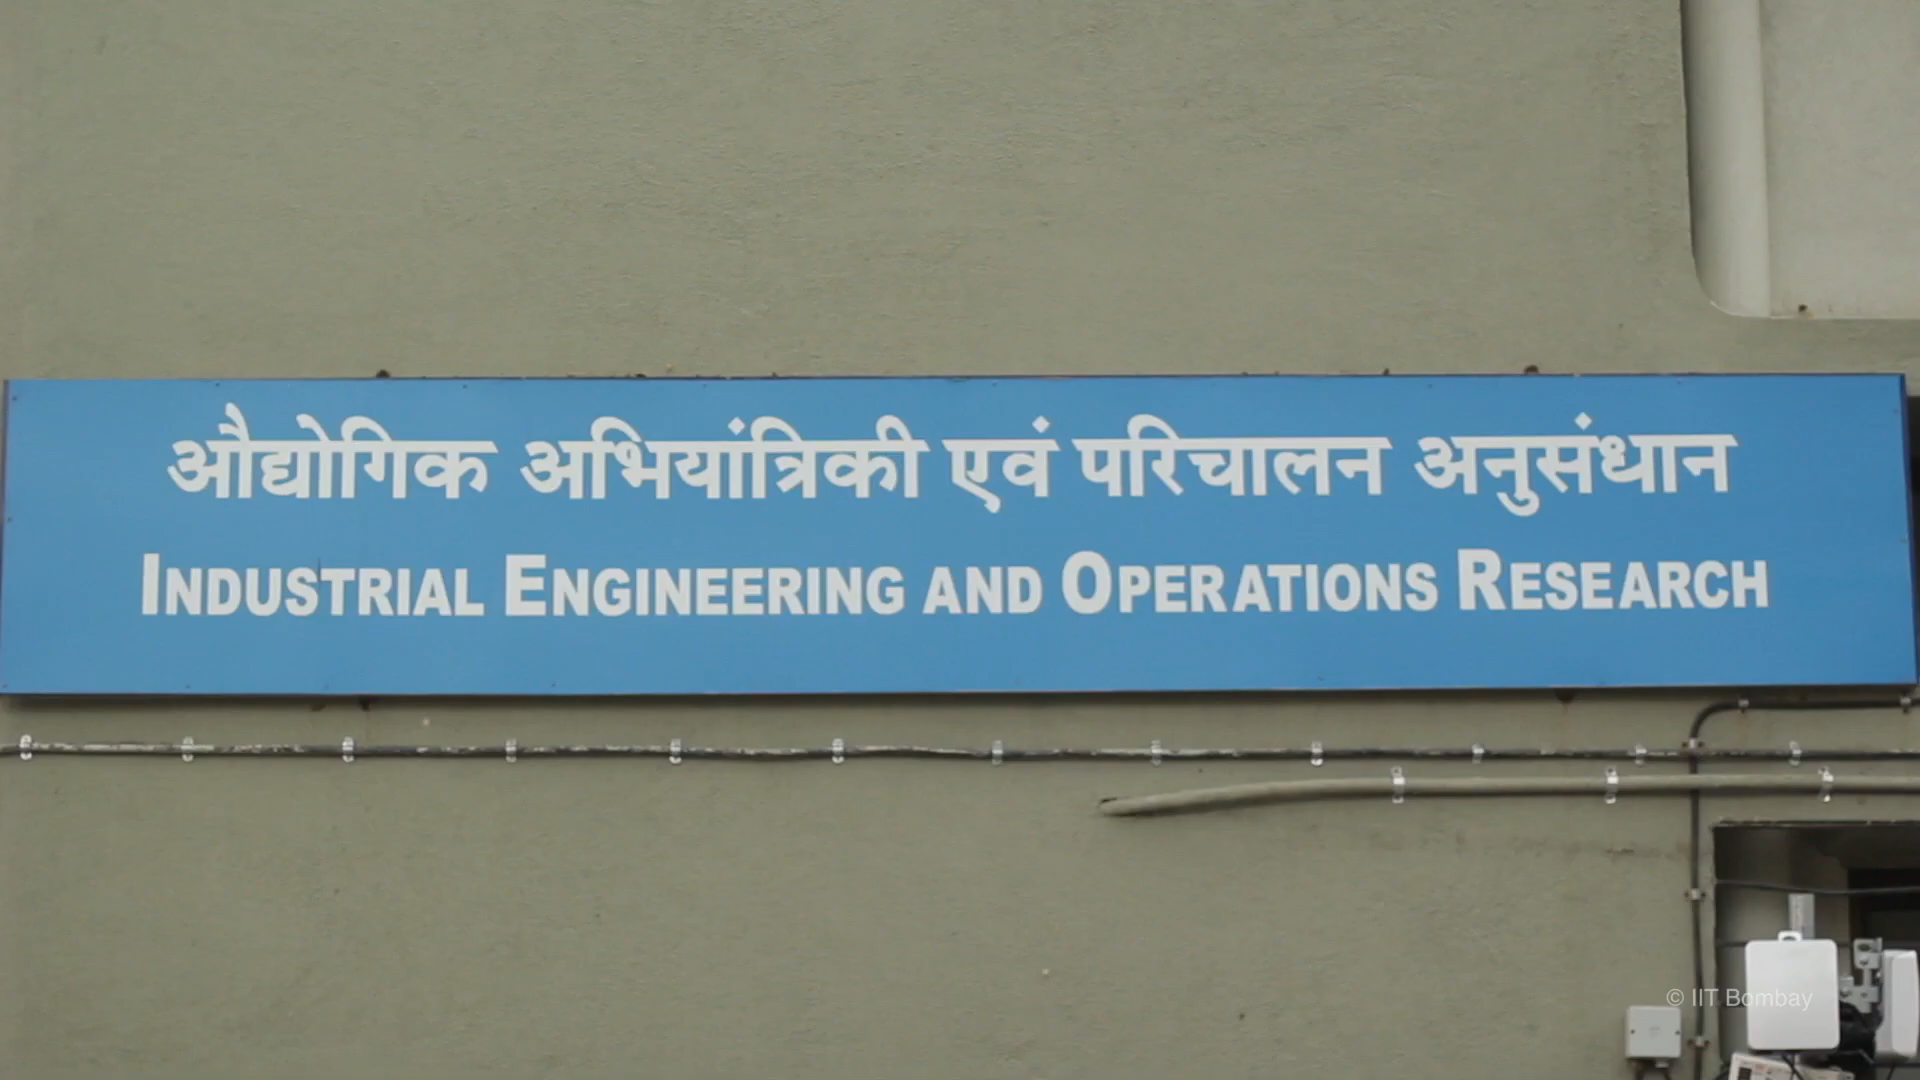 औद्योगिक अभियांत्रिकी एवं परिचालन अनुसंधान
INDUSTRIAL ENGINEERING AND OPERATIONS RESEARCH
© IIT Bombay